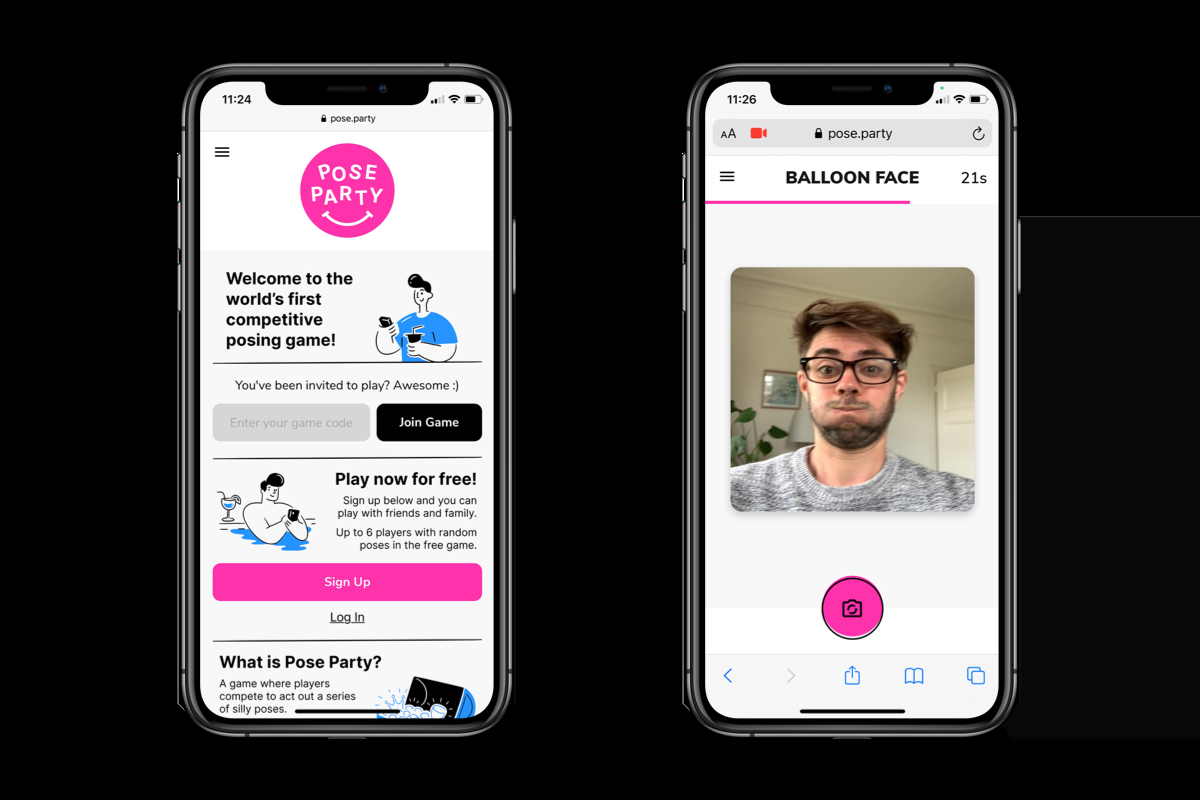 11:24
pose.party
POSE
PARTY
Welcome to the
world’s first
competitive
posing game!
You've been invited to play? Awesome :)
Enter your game code
Join Game
Play now for free!
Sign up below and you can
play with friends and family.
Up to 6 players with random
poses in the free game.
Sign Up
Log In
What is Pose Party?
A game where players
compete to act out a series
of silly poses.
11:26
AA
pose.party
BALLOON FACE
21s